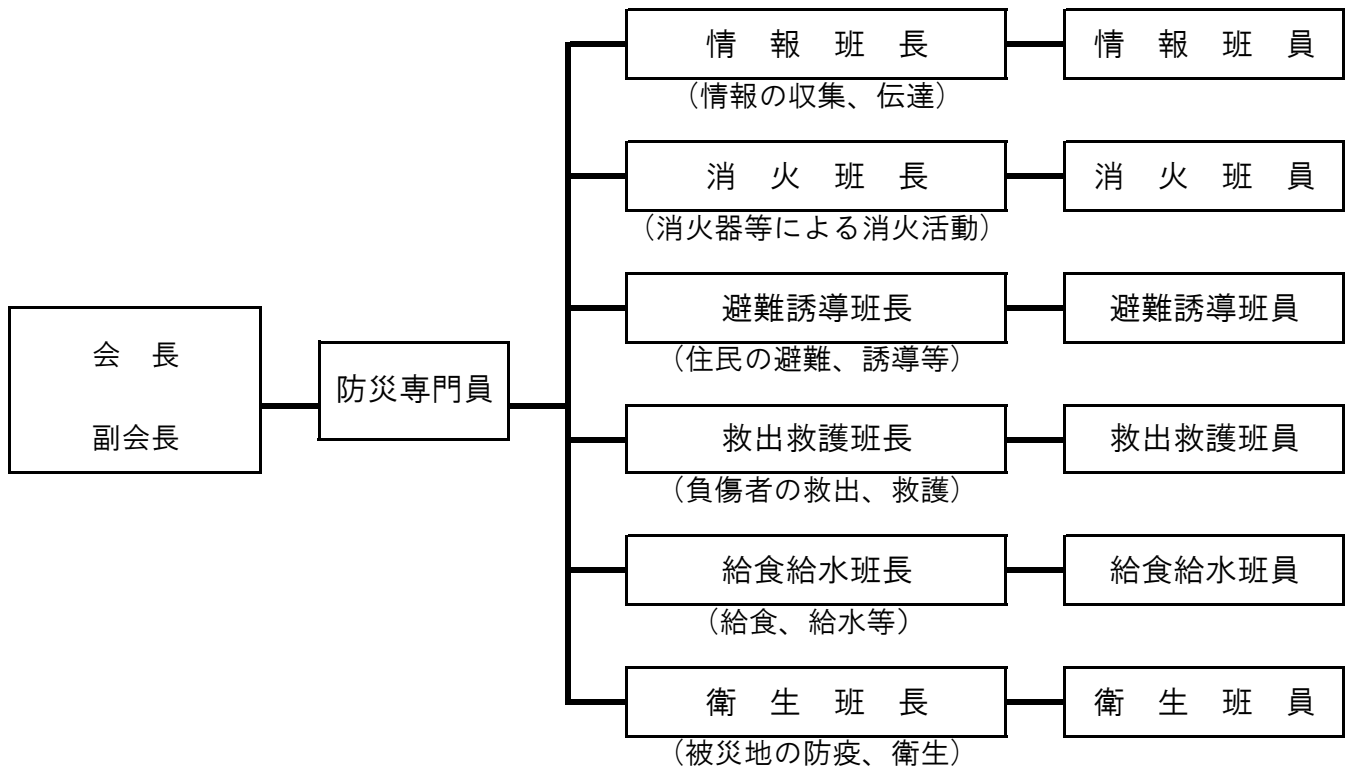 会　長
副会長
防災専門員
情　報　班　長
（情報の収集、伝達）
情　報　班　員
消　火　班　長
（消火器等による消火活動）
消　火　班　員
避難誘導班長
（住民の避難、誘導等）
避難誘導班員
救出救護班長
（負傷者の救出、救護）
救出救護班員
給食給水班長
（給食、給水等）
給食給水班員
衛　生　班　長
（被災地の防疫、衛生）
衛　生　班　員